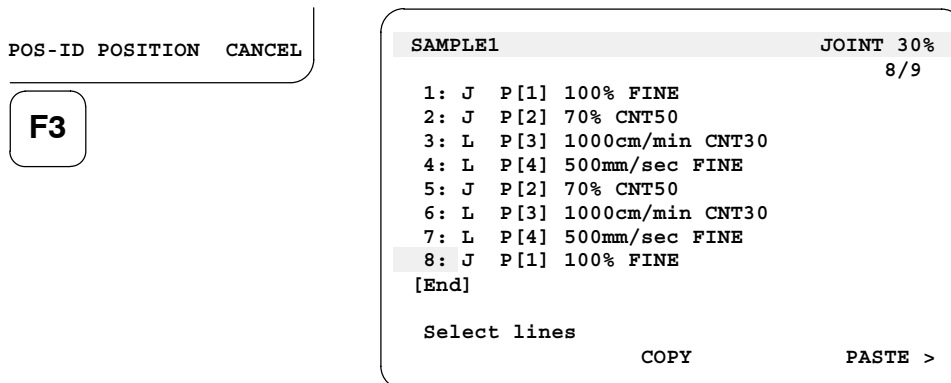 POS-ID POSITION CANCEL
F3
SAMPLE1 JOINT 30%
8/9
1: J P[1] 100% FINE
2: J P[2] 70% CNT50
3: L P[3] 1000cm/min CNT30
4: L P[4] 500mm/sec FINE
5: J P[2] 70% CNT50
6: L P[3] 1000cm/min CNT30
7: L P[4] 500mm/sec FINE
8: J P[1] 100% FINE
[End]
Select lines
COPY PASTE >